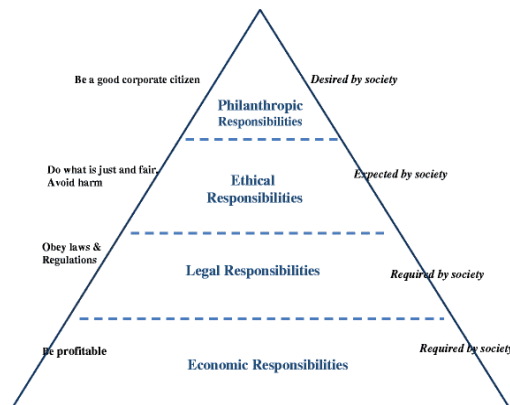 Be a good corporate citizen
Desired by society
Philanthropic
Responsibilities
Do what is just and fair,
Avoid harm
Expected by society
Ethical
Responsibilities
Obey laws &
Regulations
Legal Responsibilities
Required by society
Be profitable
Required by society
Economic Responsibilities